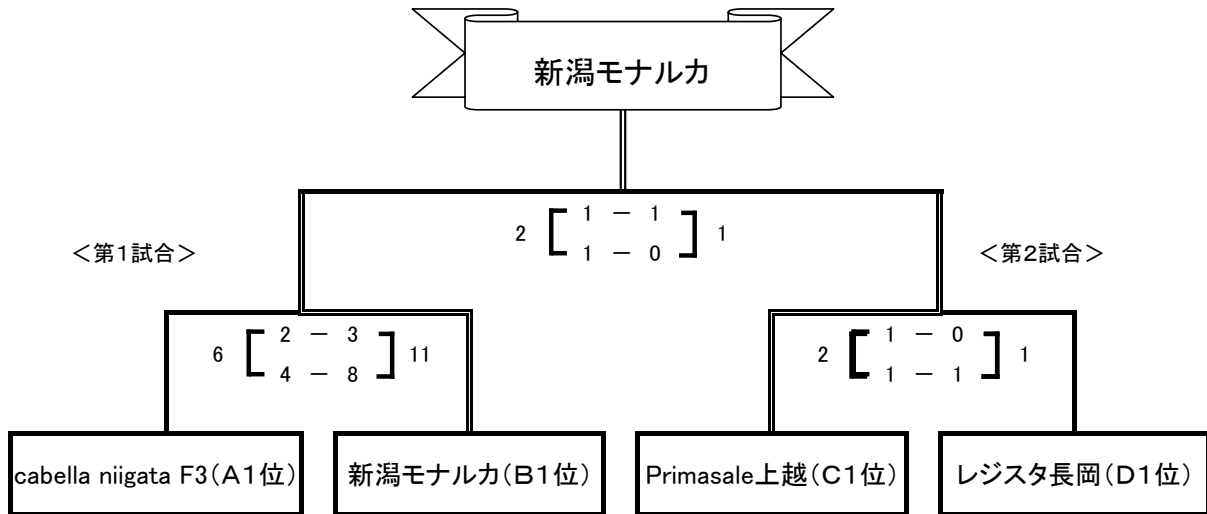 新潟モナルカ
1 － 1
2 1
1 － 0
＜第1試合＞ ＜第2試合＞
2 － 3
6 11
4 － 8
1 － 0
2 1
1 － 1
cabella niigata F3（A1位）
新潟モナルカ（B1位）
Primasale上越（C1位）
レジスタ長岡（D1位）